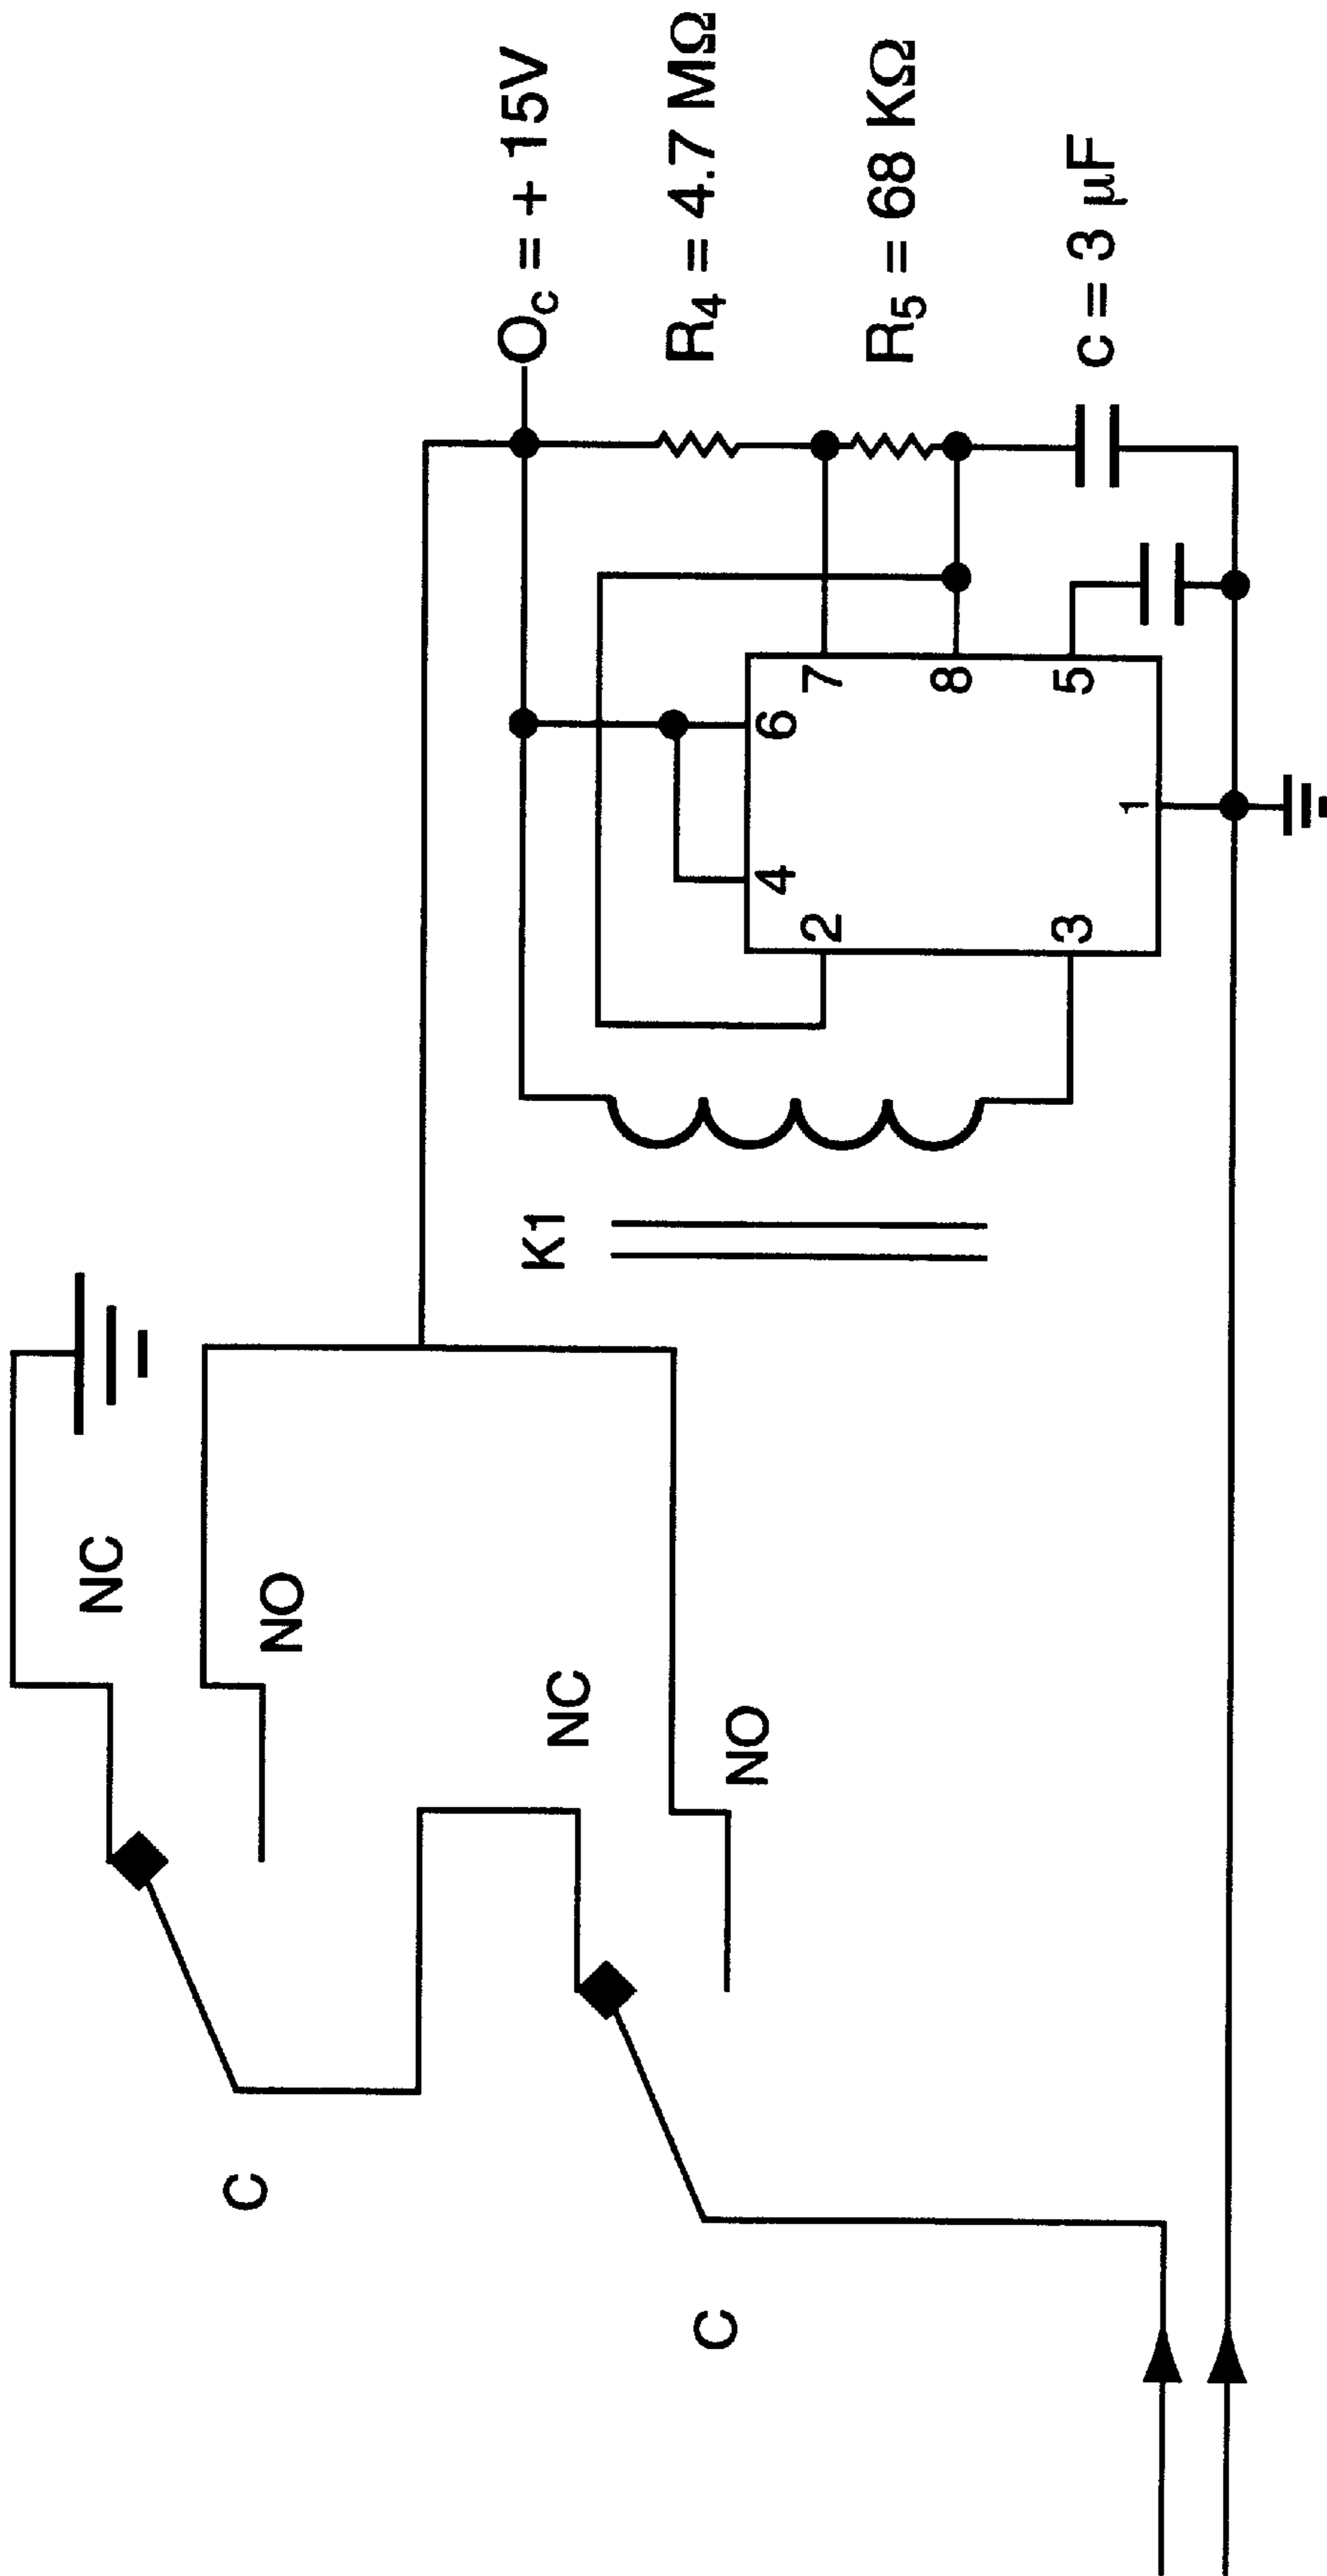 NC
NO
C
NC
NO
C
K1
O꜀ = + 15V
R₄ = 4.7 MΩ
R₅ = 68 KΩ
c = 3 µF
4
6
2
7
8
3
5
1